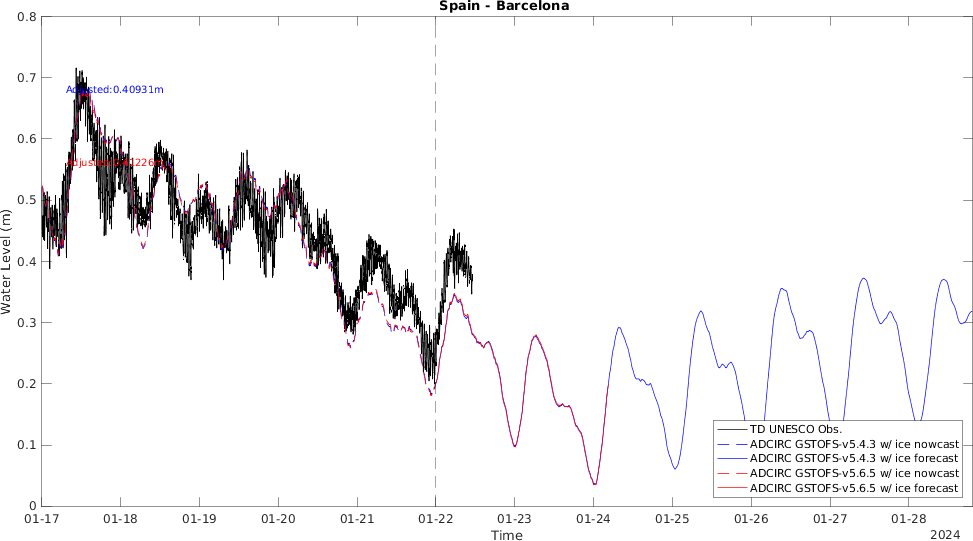 Spain - Barcelona
0.8
0.7
0.6
0.5
0.4
0.3
0.2
0.1
0
Water Level (m)
Adjusted:0.40931m
TD UNESCO Obs.
ADCIRC GSTOFS-v5.4.3 w/ ice nowcast
ADCIRC GSTOFS-v5.4.3 w/ ice forecast
ADCIRC GSTOFS-v5.6.5 w/ ice nowcast
ADCIRC GSTOFS-v5.6.5 w/ ice forecast
01-17 01-18 01-19 01-20 01-21 01-22 01-23 01-24 01-25 01-26 01-27 01-28
Time
2024